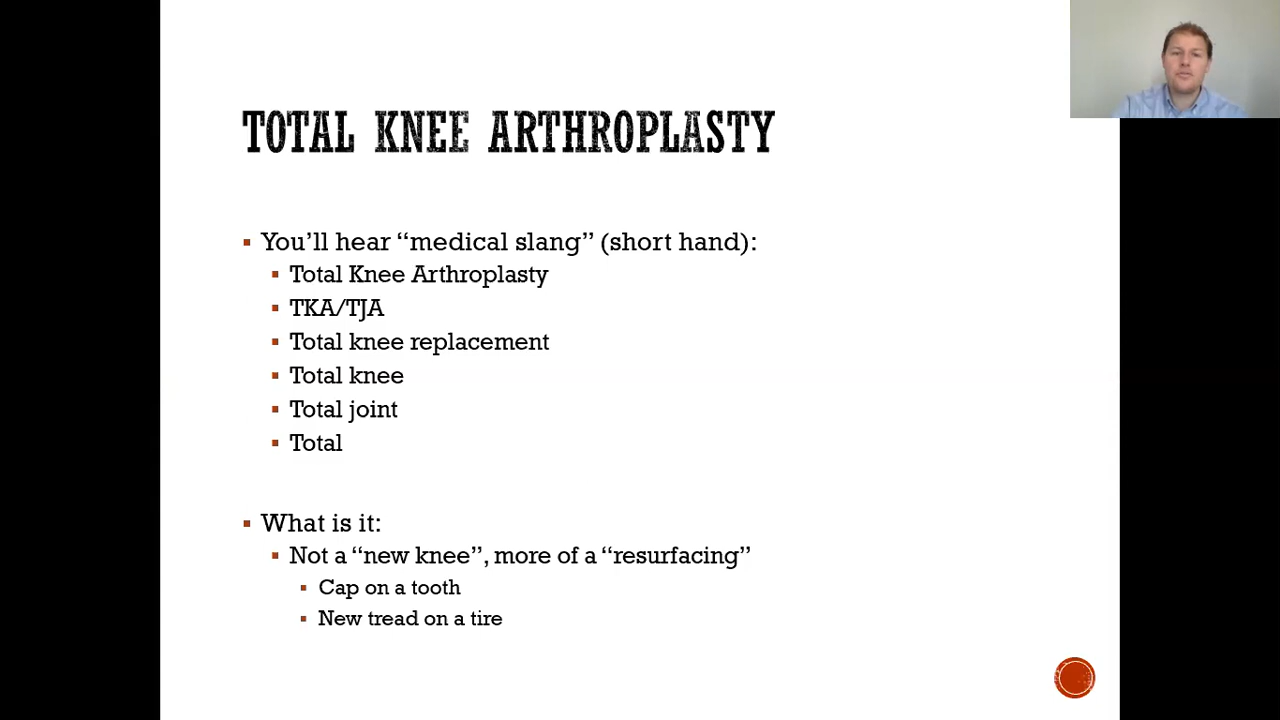 TOTAL KNEE ARTHROPLASTY
You’ll hear “medical slang” (short hand):
Total Knee Arthroplasty
TKA/TJA
Total knee replacement
Total knee
Total joint
Total
What is it:
Not a “new knee”, more of a “resurfacing”
Cap on a tooth
New tread on a tire